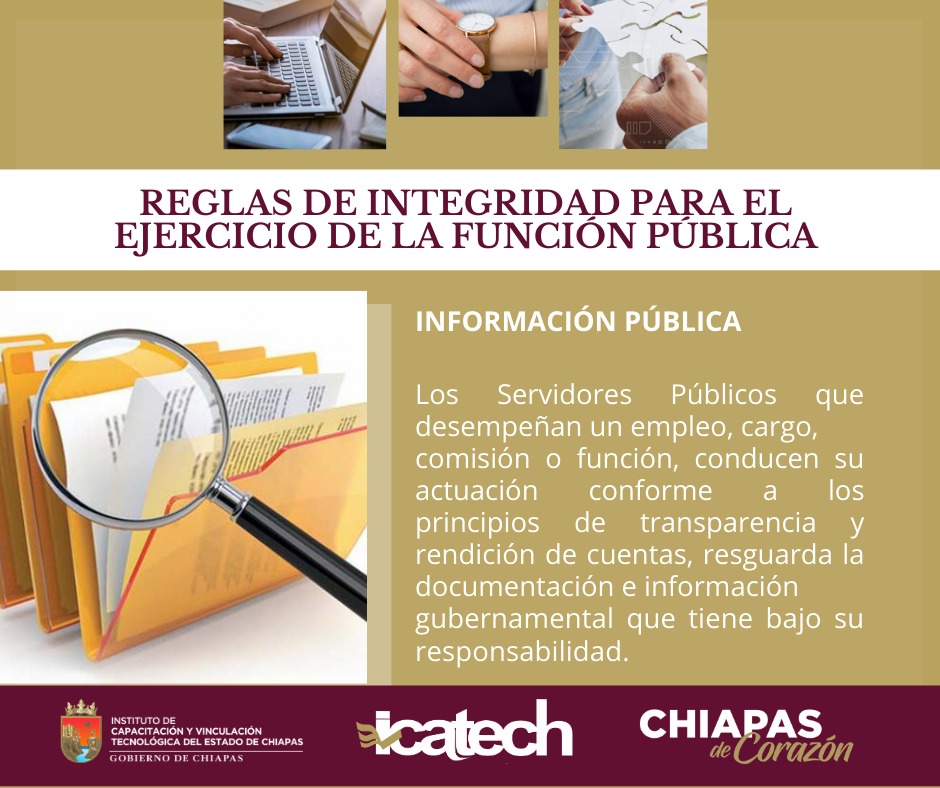 REGLAS DE INTEGRIDAD PARA EL
EJERCICIO DE LA FUNCIÓN PÚBLICA
INFORMACIÓN PÚBLICA
Los Servidores Públicos que
desempeñan un empleo, cargo,
comisión o función, conducen su
actuación conforme a los
principios de transparencia y
rendición de cuentas, resguarda la
documentación e información
gubernamental que tiene bajo su
responsabilidad.
INSTITUTO DE
CAPACITACIÓN Y VINCULACIÓN
TECNOLÓGICA DEL ESTADO DE CHIAPAS
GOBIERNO DE CHIAPAS
icatech
CHIAPAS
de Corazón